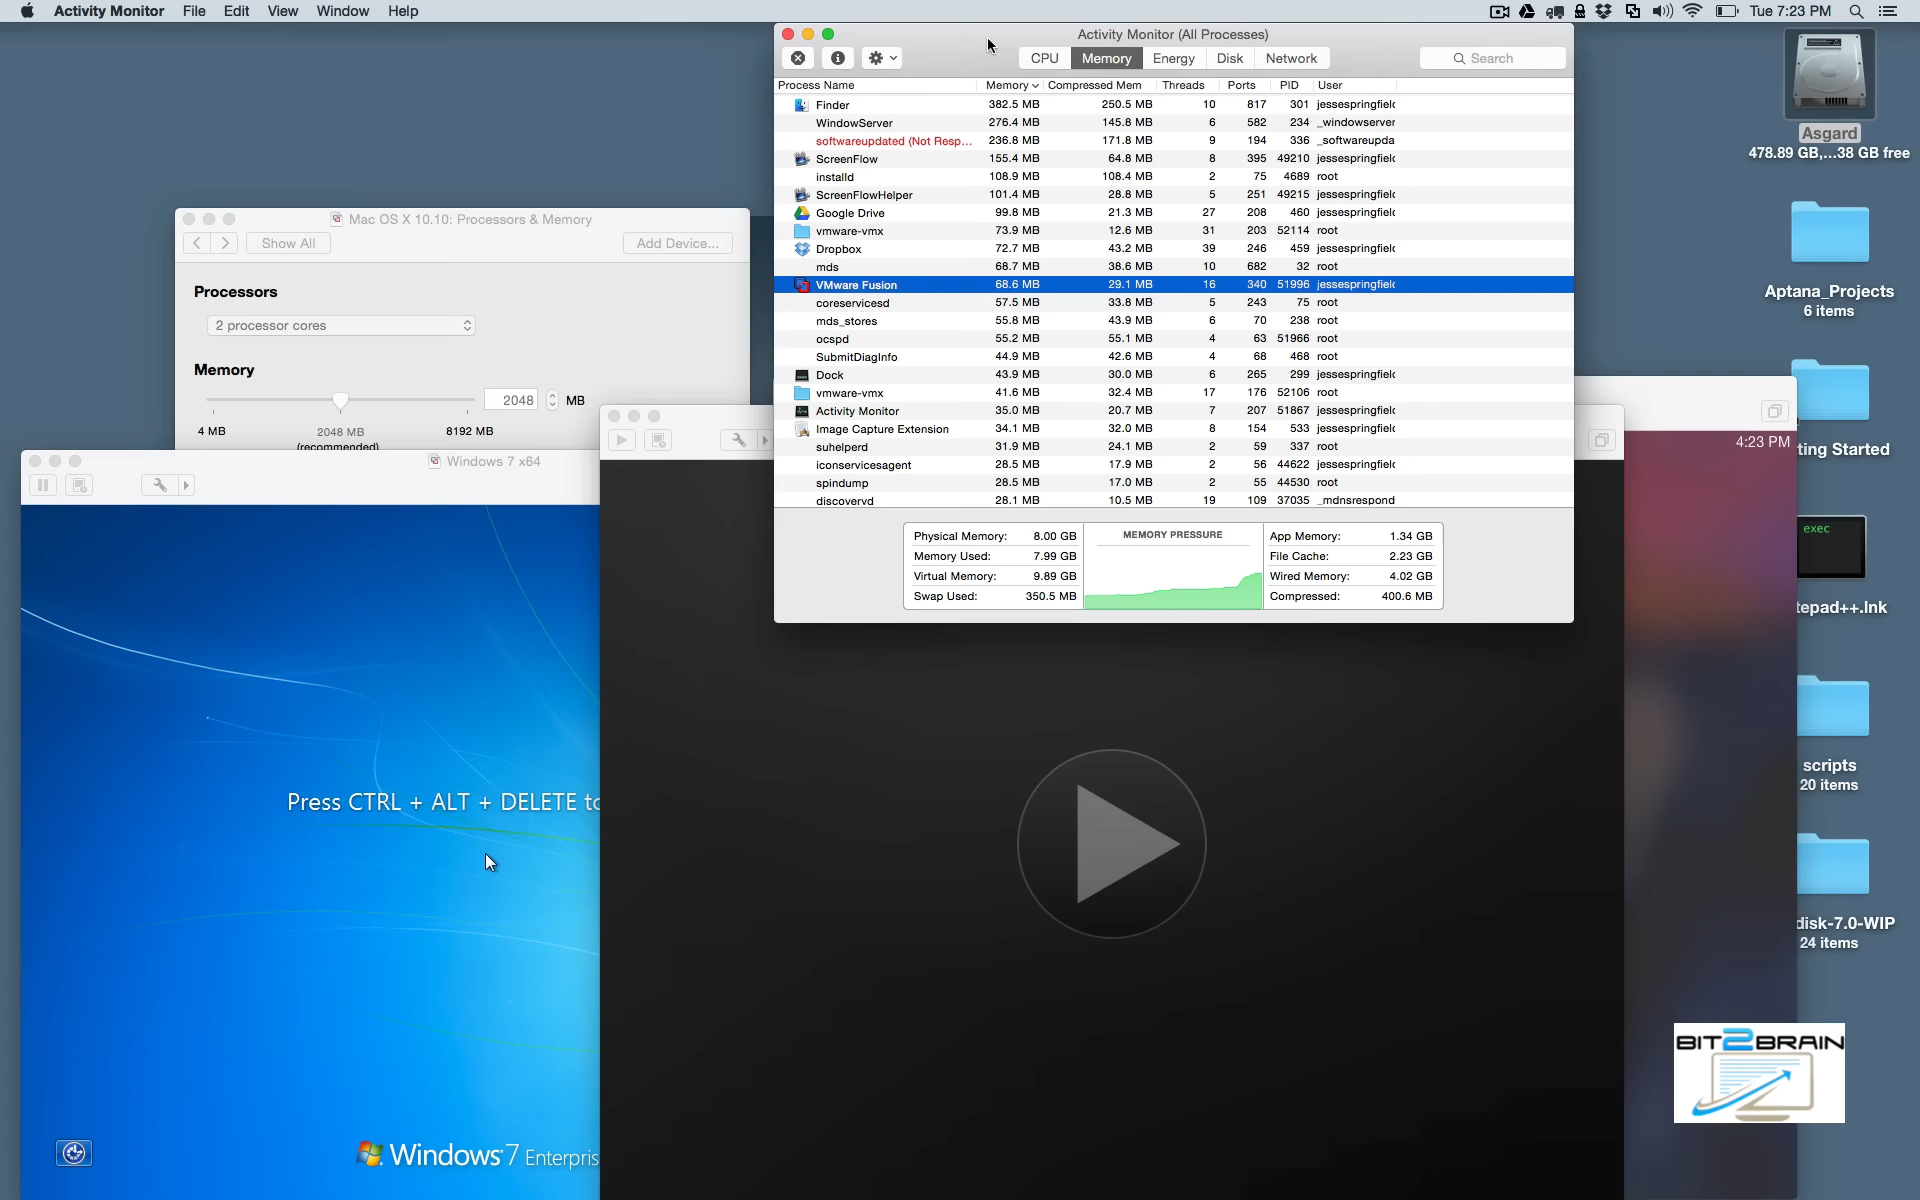 Activity Monitor File Edit View Window Help
Tue 7:23 PM
Activity Monitor (All Processes)
CPU Memory Energy Disk Network
Search
Process Name Memory Compressed Mem Threads Ports PID User
Finder 382.5 MB 250.5 MB 10 817 301 jessespringfielc
WindowServer 276.4 MB 145.8 MB 6 582 234 _windowserver
softwareupdated (Not Resp... 236.8 MB 171.8 MB 9 194 336 _softwareupda
ScreenFlow 155.4 MB 64.8 MB 8 395 49210 jessespringfielc
installd 108.9 MB 108.4 MB 2 75 4689 root
ScreenFlowHelper 101.4 MB 28.8 MB 5 251 49215 jessespringfielc
Google Drive 99.8 MB 21.3 MB 27 208 460 jessespringfielc
vmware-vmx 73.9 MB 12.6 MB 31 203 52114 root
Dropbox 72.7 MB 43.2 MB 39 246 459 jessespringfielc
mds 68.7 MB 38.6 MB 10 682 32 root
VMware Fusion 68.6 MB 29.1 MB 16 340 51996 jessespringfielc
coreservicesd 57.5 MB 33.8 MB 5 243 75 root
mds_stores 55.8 MB 43.9 MB 6 70 238 root
ocspd 55.2 MB 55.1 MB 4 63 51966 root
SubmitDiagInfo 44.9 MB 42.6 MB 4 68 468 root
Dock 43.9 MB 30.0 MB 6 265 299 jessespringfielc
vmware-vmx 41.6 MB 32.4 MB 17 176 52106 root
Activity Monitor 35.0 MB 20.7 MB 7 207 51867 jessespringfielc
Image Capture Extension 34.1 MB 32.0 MB 8 154 533 jessespringfielc
suhelperd 31.9 MB 24.1 MB 2 59 337 root
iconservicesagent 28.5 MB 17.9 MB 2 56 44622 jessespringfielc
spindump 28.5 MB 17.0 MB 2 55 44530 root
discoveryd 28.1 MB 10.5 MB 19 109 37035 _mdnsrespond
Physical Memory: 8.00 GB
Memory Used: 7.99 GB
Virtual Memory: 9.89 GB
Swap Used: 350.5 MB
MEMORY PRESSURE
App Memory: 1.34 GB
File Cache: 2.23 GB
Wired Memory: 4.02 GB
Compressed: 400.6 MB
Mac OS X 10.10: Processors & Memory
Show All
Add Device...
Processors
2 processor cores
Memory
2048 MB
4 MB 2048 MB 8192 MB
(recommended)
Windows 7 x64
Press CTRL + ALT + DELETE to
Windows 7 Enterpris
4:23 PM
Asgard
478.89 GB,...38 GB free
Aptana_Projects
6 items
ting Started
exec
tepad++.lnk
scripts
20 items
disk-7.0-WIP
24 items
BIT2BRAIN